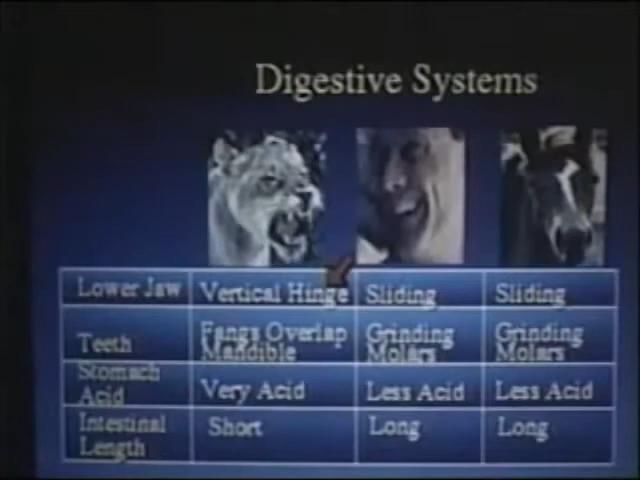 Digestive Systems
Lower Jaw Vertical Hinge Sliding Sliding
Teeth Fangs Overlap Mandible Grinding Molars Grinding Molars
Stomach Acid Very Acid Less Acid Less Acid
Intestinal Length Short Long Long